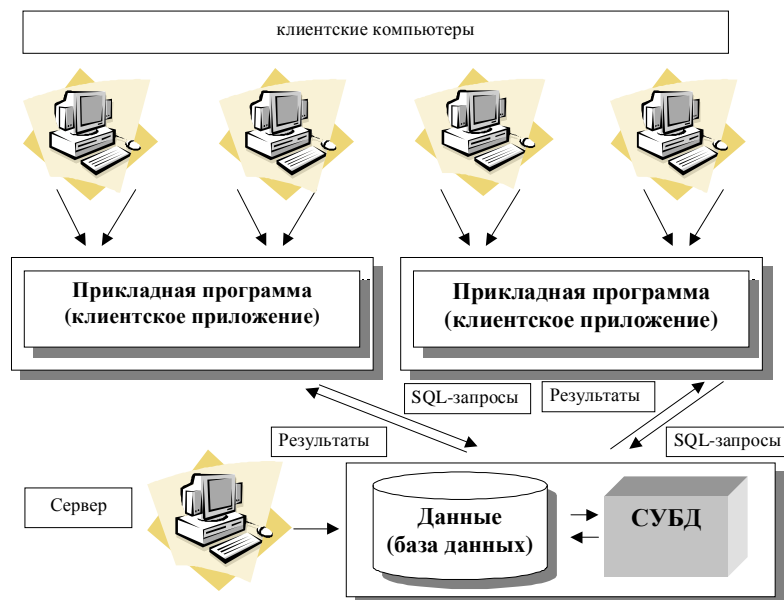 клиентские компьютеры
Прикладная программа
(клиентское приложение)
Прикладная программа
(клиентское приложение)
SQL-запросы
Результаты
Результаты
SQL-запросы
Сервер
Данные
(база данных)
СУБД